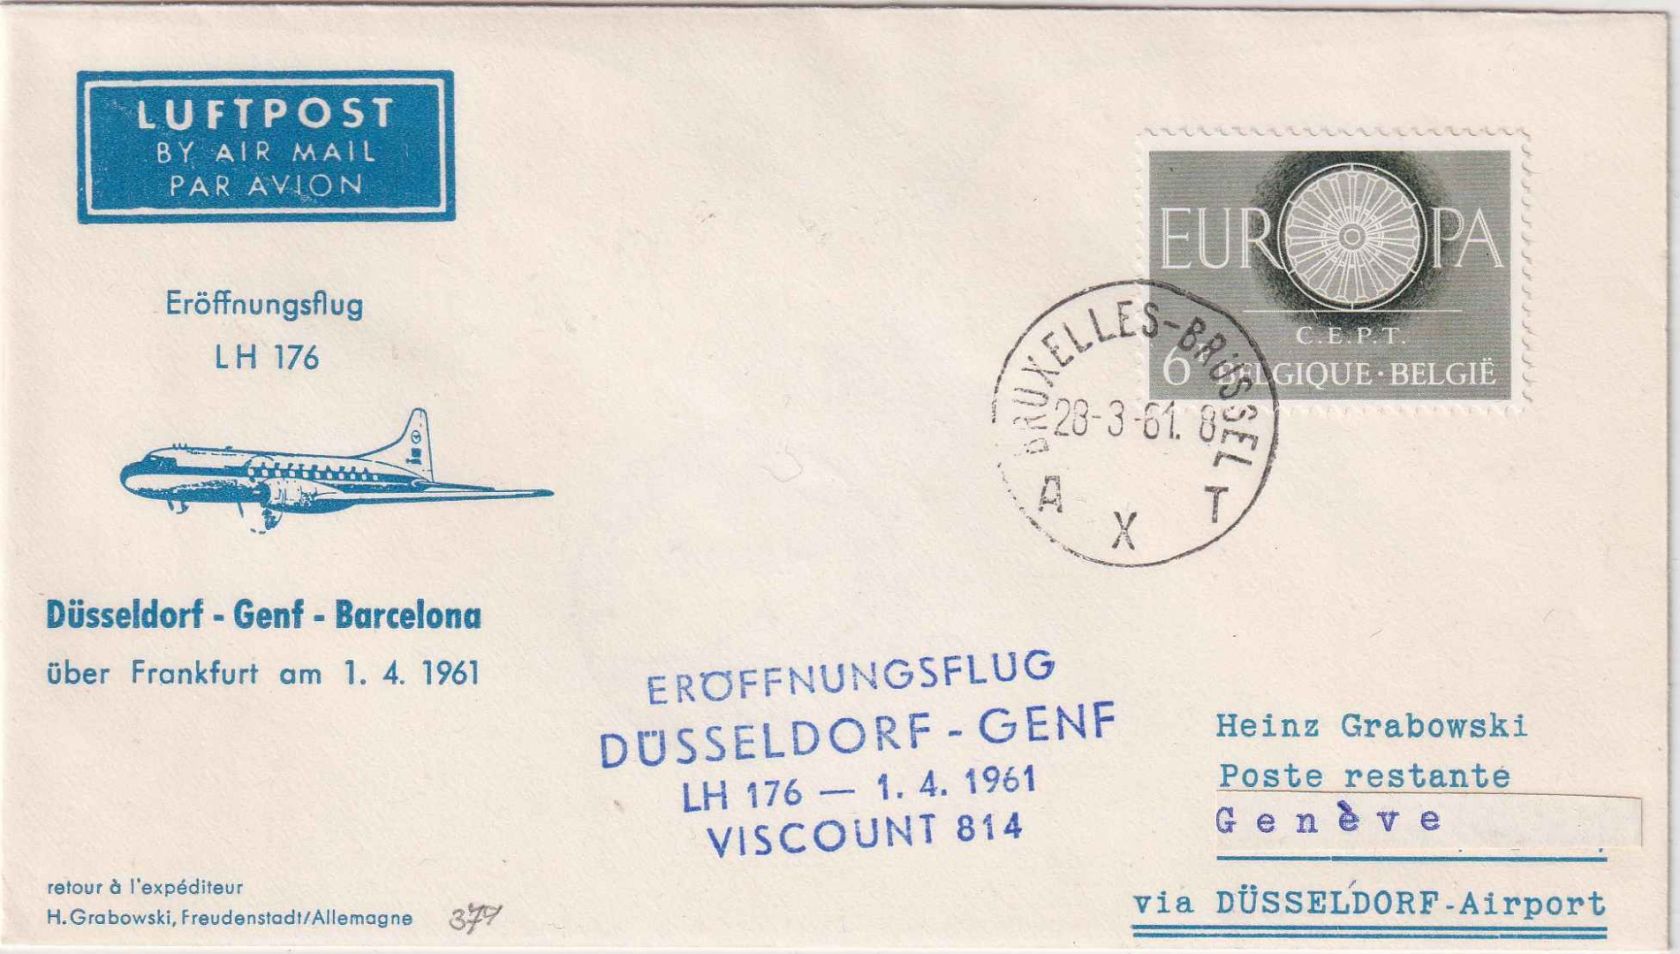 LUFTPOST
BY AIR MAIL
PAR AVION
Eröffnungsflug
LH 176
Düsseldorf - Genf - Barcelona
über Frankfurt am 1. 4. 1961
retour à l'expéditeur
H. Grabowski, Freudenstadt/Allemagne
377
EUROPA
C.E.P.T.
6F BELGIQUE · BELGIË
BRUXELLES-BRUSSEL
28-3-61. 8
A X T
ERÖFFNUNGSFLUG
DÜSSELDORF - GENF
LH 176 — 1. 4. 1961
VISCOUNT 814
Heinz Grabowski
Poste restante
Genève
via DÜSSELDORF-Airport